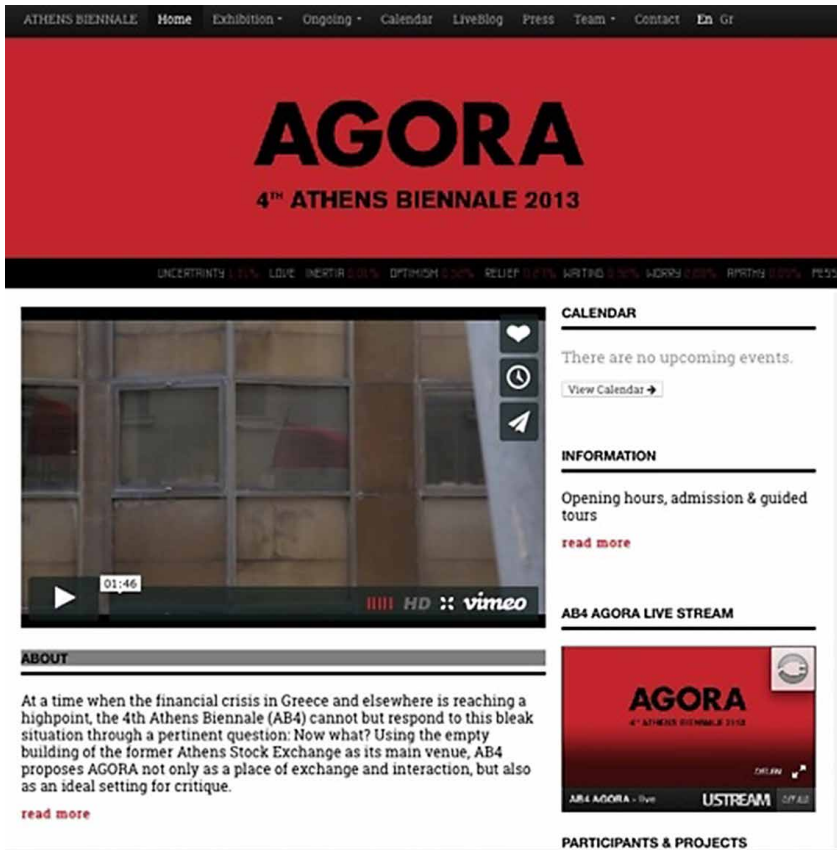 ATHENS BIENNALE Home Exhibition Ongoing Calendar LiveBlog Press Team Contact En Gr
AGORA
4TH ATHENS BIENNALE 2013
UNCERTAINTY LOVE INERTIA OPTIMISM RELIEF WAITING WORRY APATHY PESS
01:46
HD vimeo
ABOUT
At a time when the financial crisis in Greece and elsewhere is reaching a
highpoint, the 4th Athens Biennale (AB4) cannot but respond to this bleak
situation through a pertinent question: Now what? Using the empty
building of the former Athens Stock Exchange as its main venue, AB4
proposes AGORA not only as a place of exchange and interaction, but also
as an ideal setting for critique.
read more
CALENDAR
There are no upcoming events.
View Calendar
INFORMATION
Opening hours, admission & guided
tours
read more
AB4 AGORA LIVE STREAM
AGORA
4TH ATHENS BIENNALE 2013
DELEN
AB4 AGORA - live USTREAM
PARTICIPANTS & PROJECTS